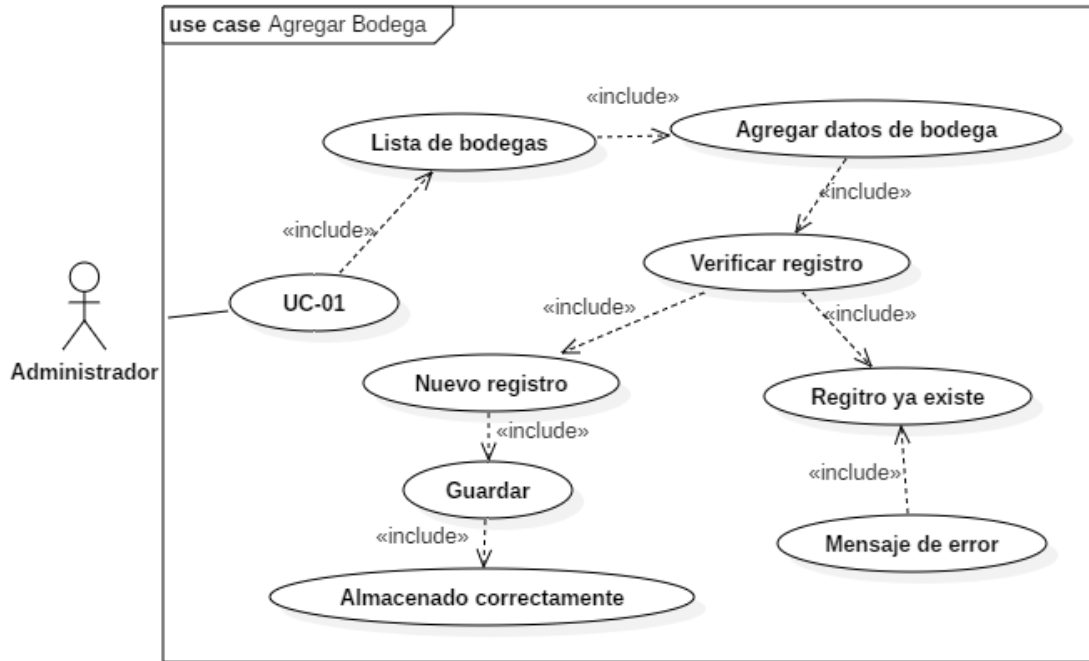 use case Agregar Bodega
«include»
Lista de bodegas
Agregar datos de bodega
«include»
«include»
Verificar registro
UC-01
«include»
«include»
Administrador
Nuevo registro
Regitro ya existe
«include»
«include»
Guardar
«include»
Mensaje de error
Almacenado correctamente